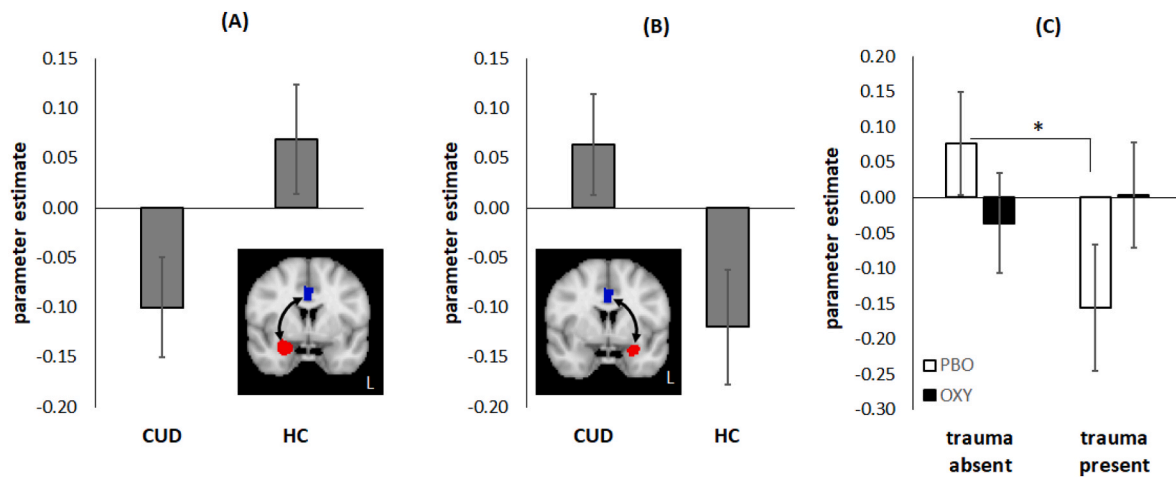 (A)
parameter estimate
0.15
0.10
0.05
0.00
-0.05
-0.10
-0.15
-0.20
CUD HC
L
(B)
parameter estimate
0.15
0.10
0.05
0.00
-0.05
-0.10
-0.15
-0.20
CUD HC
L
(C)
parameter estimate
0.20
0.15
0.10
0.05
0.00
-0.05
-0.10
-0.15
-0.20
-0.25
-0.30
*
PBO
OXY
trauma absent
trauma present